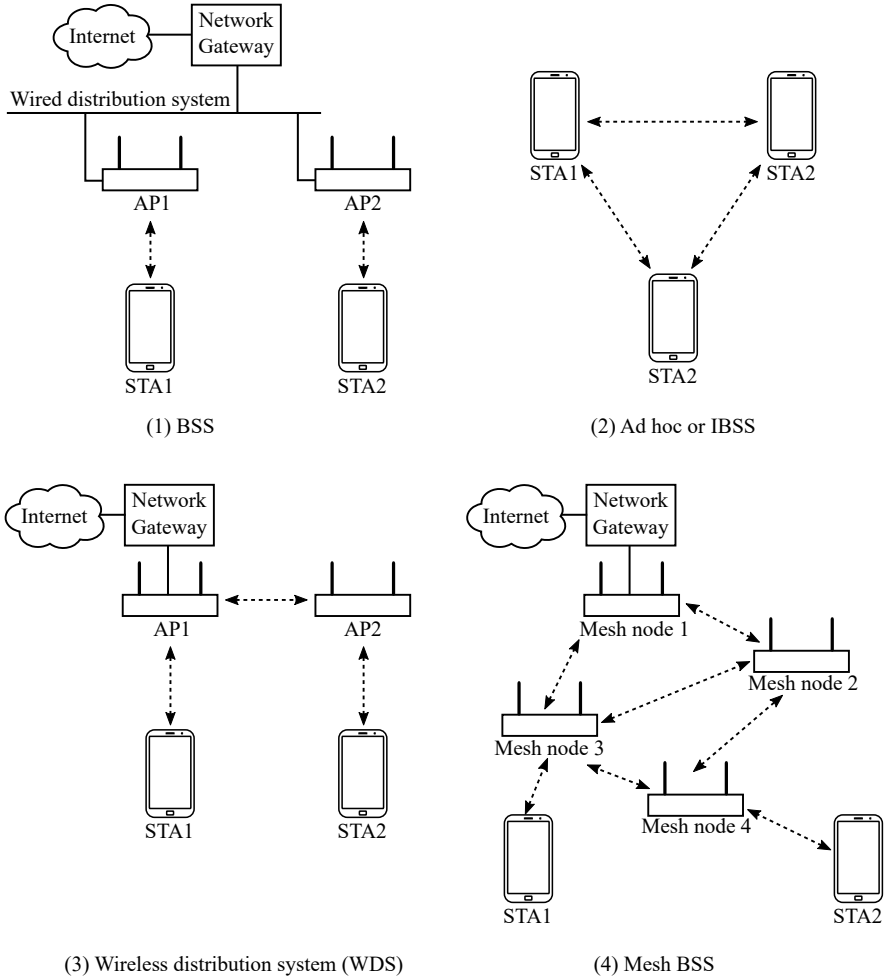 Internet
Network
Gateway
Wired distribution system
AP1
AP2
STA1
STA2
(1) BSS
STA1
STA2
STA2
(2) Ad hoc or IBSS
Internet
Network
Gateway
AP1
AP2
STA1
STA2
(3) Wireless distribution system (WDS)
Internet
Network
Gateway
Mesh node 1
Mesh node 2
Mesh node 3
Mesh node 4
STA1
STA2
(4) Mesh BSS